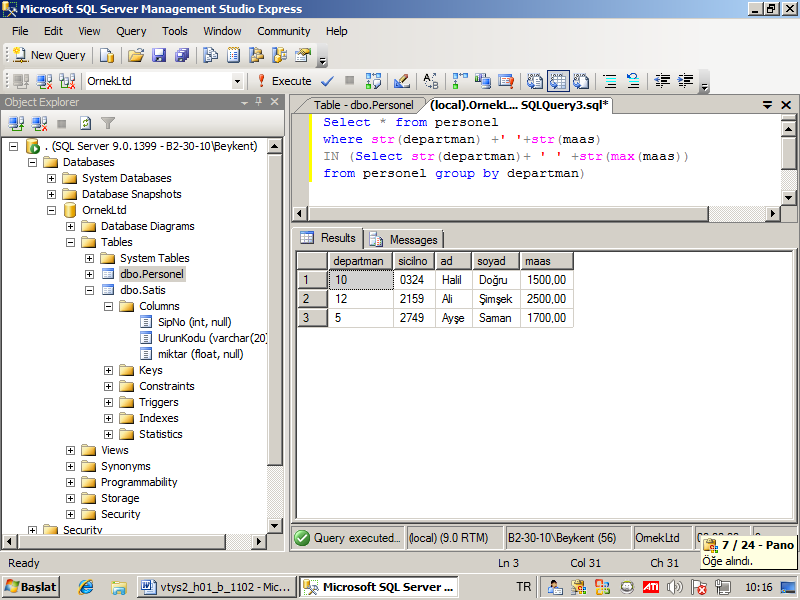 Microsoft SQL Server Management Studio Express
File Edit View Query Tools Window Community Help
New Query
OrnekLtd Execute
Object Explorer
. (SQL Server 9.0.1399 - B2-30-10\Beykent)
Databases
System Databases
Database Snapshots
OrnekLtd
Database Diagrams
Tables
System Tables
dbo.Personel
dbo.Satis
Columns
SipNo (int, null)
UrunKodu (varchar(20)
miktar (float, null)
Keys
Constraints
Triggers
Indexes
Statistics
Views
Synonyms
Programmability
Storage
Security
Security
Table - dbo.Personel (local).OrnekL... SQLQuery3.sql*
Select * from personel
where str(departman) +' '+str(maas)
IN (Select str(departman)+ ' ' +str(max(maas))
from personel group by departman)
Results Messages
departman sicilno ad soyad maas
1 10 0324 Halil Doğru 1500,00
2 12 2159 Ali Şimşek 2500,00
3 5 2749 Ayşe Saman 1700,00
Query executed... (local) (9.0 RTM) B2-30-10\Beykent (56) OrnekLtd
7 / 24 - Pano
Öğe alındı.
Ready Ln 3 Col 31 Ch 31
Başlat vtys2_h01_b_1102 - Mic... Microsoft SQL Server ... TR ATI 10:16